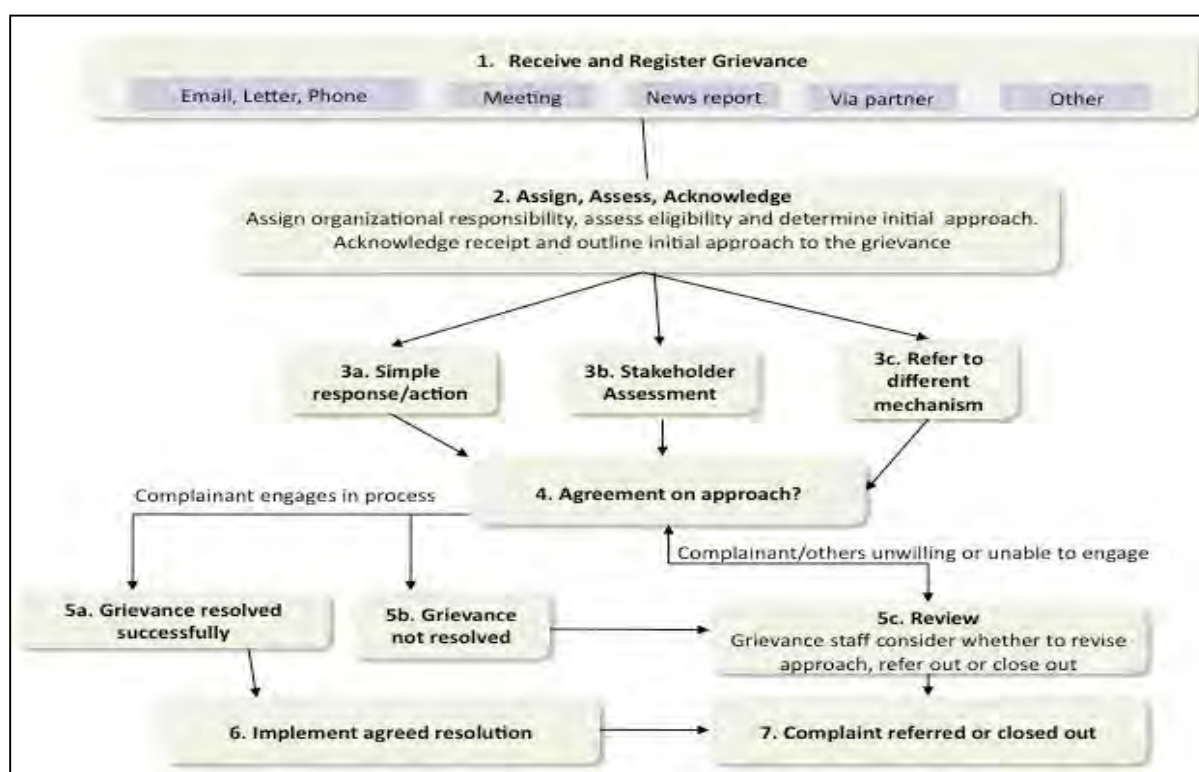 1. Receive and Register Grievance
Email, Letter, Phone
Meeting
News report
Via partner
Other
2. Assign, Assess, Acknowledge
Assign organizational responsibility, assess eligibility and determine initial approach.
Acknowledge receipt and outline initial approach to the grievance
3a. Simple
response/action
3b. Stakeholder
Assessment
3c. Refer to
different
mechanism
4. Agreement on approach?
Complainant engages in process
Complainant/others unwilling or unable to engage
5a. Grievance resolved
successfully
5b. Grievance
not resolved
5c. Review
Grievance staff consider whether to revise
approach, refer out or close out
6. Implement agreed resolution
7. Complaint referred or closed out